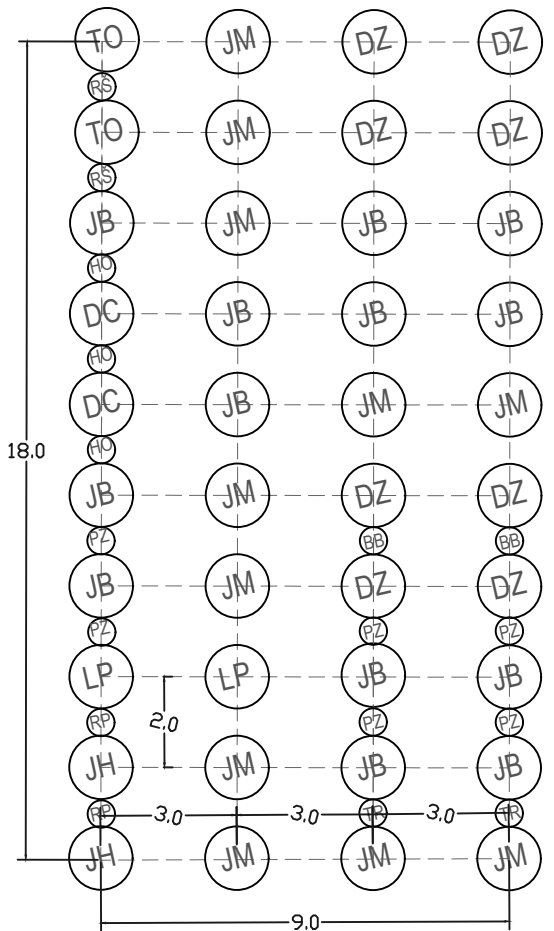 TO JM DZ DZ
RŠ
TO JM DZ DZ
RŠ
JB JM JB JB
HO
DC JB JB JB
HO
DC JB JM JM
18.0
HO
JB JM DZ DZ
PZ BB BB
JB JM DZ DZ
PZ PZ PZ
LP LP JB JB
RP 2.0 PZ PZ
JH JM JB JB
RP 3.0 3.0 TR 3.0 TR
JH JM JM JM
9.0